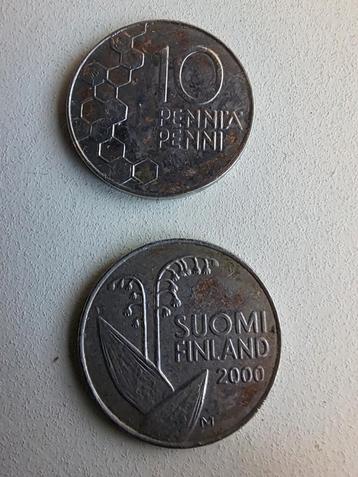 10
PENNIÄ
PENNI
SUOMI
FINLAND
2000
M